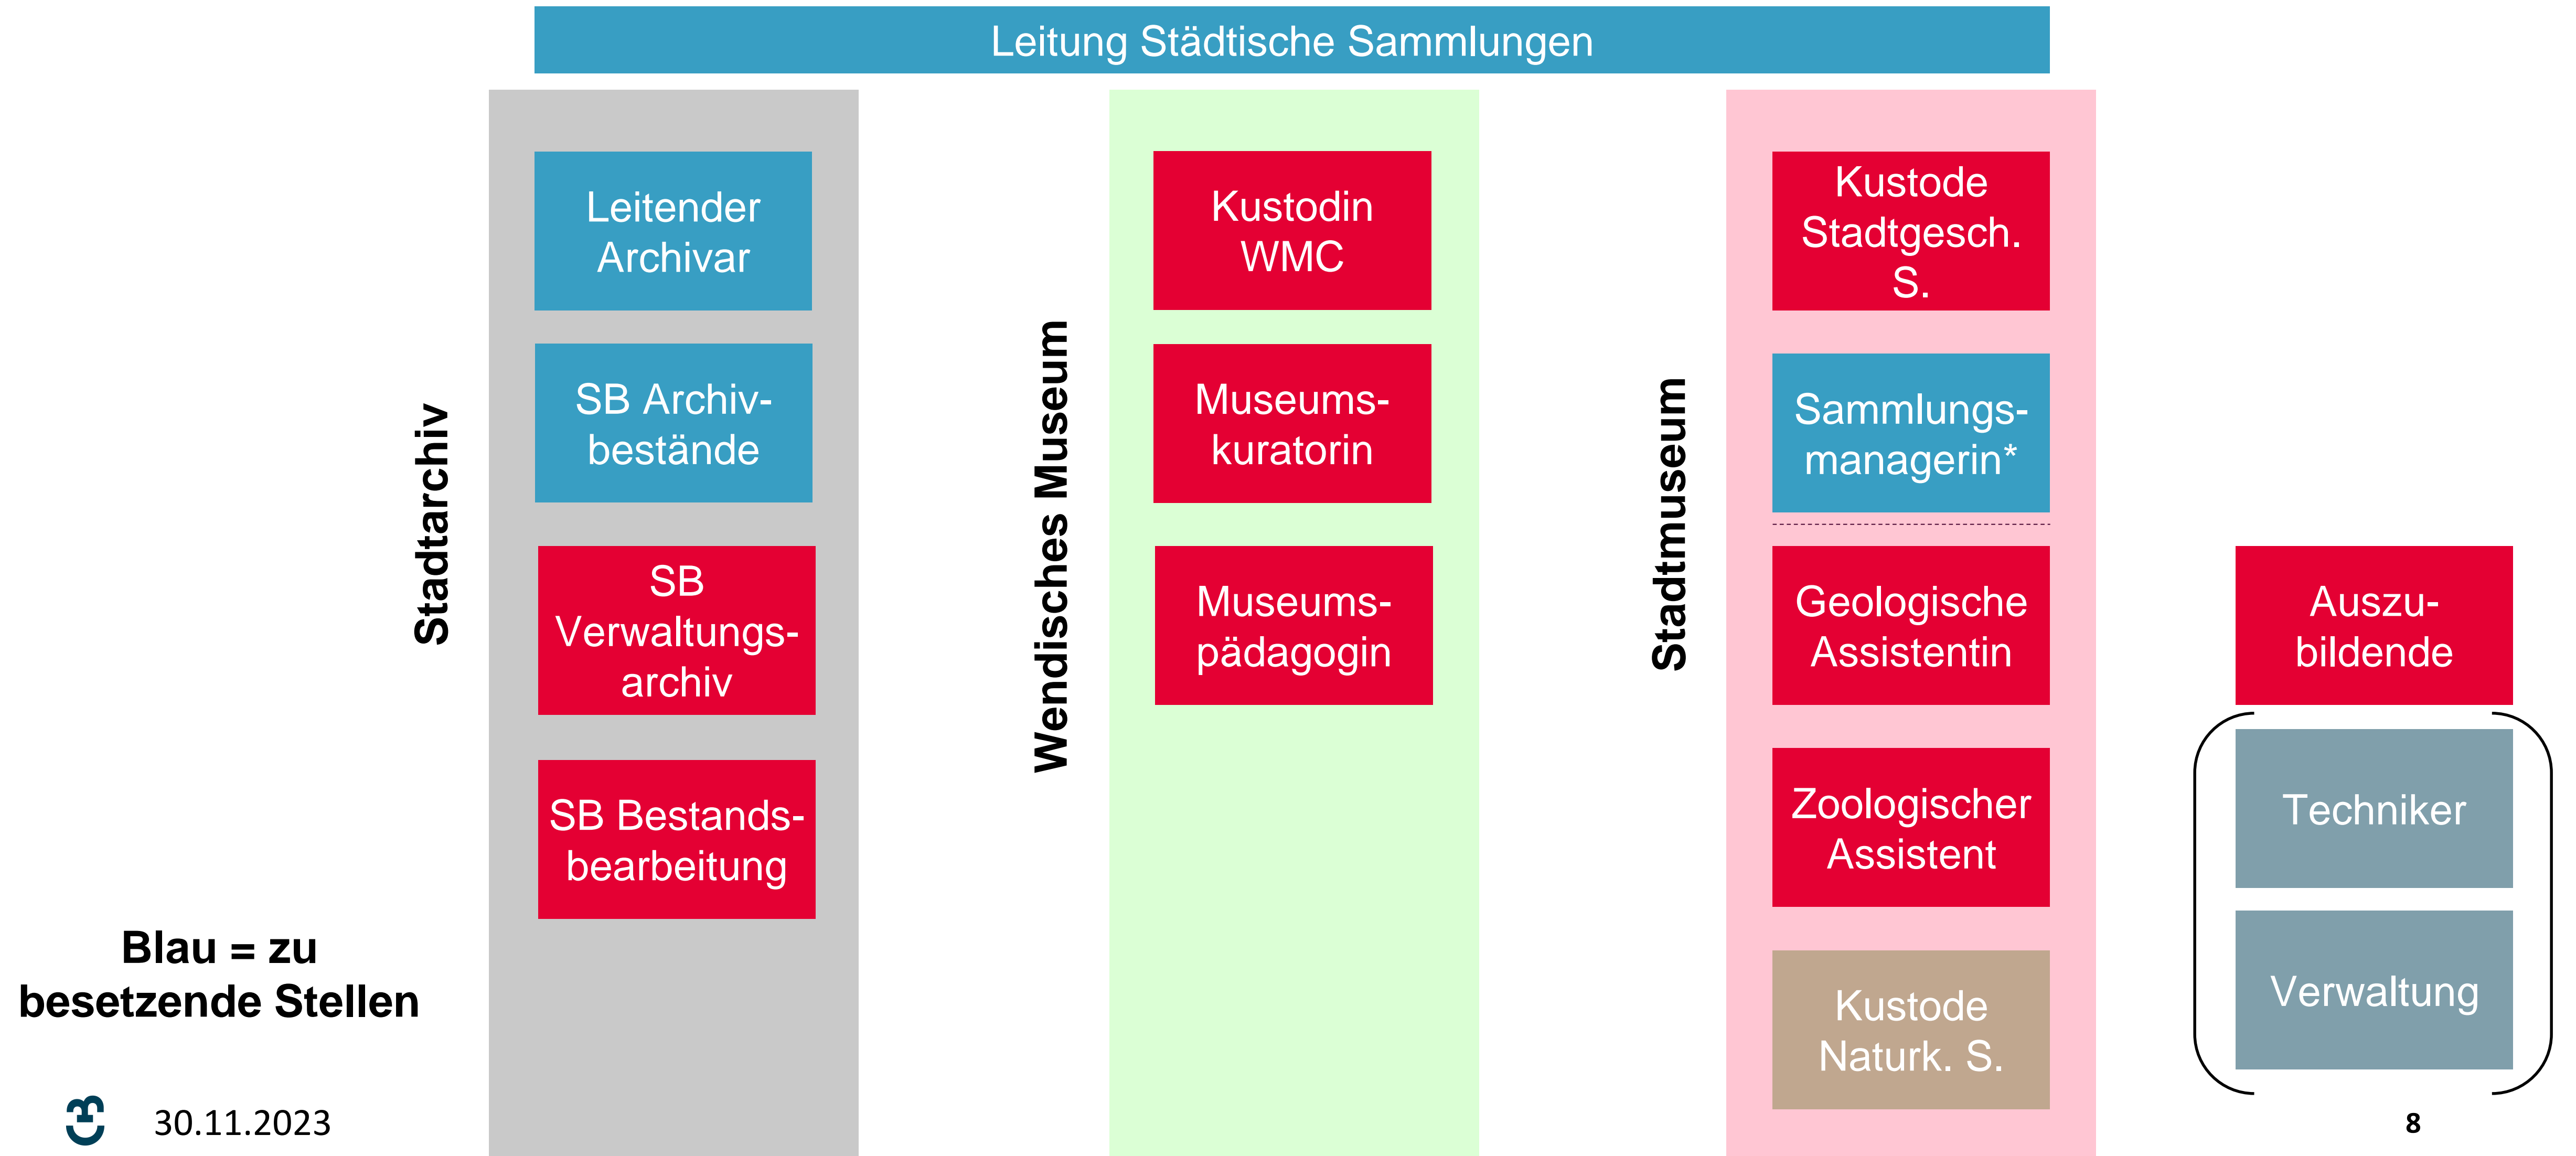 Leitung Städtische Sammlungen
Stadtarchiv
Leitender
Archivar
SB Archiv-
bestände
SB
Verwaltungs-
archiv
SB Bestands-
bearbeitung
Wendisches Museum
Kustodin
WMC
Museums-
kuratorin
Museums-
pädagogin
Stadtmuseum
Kustode
Stadtgesch.
S.
Sammlungs-
managerin*
Geologische
Assistentin
Zoologischer
Assistent
Kustode
Naturk. S.
Auszu-
bildende
Techniker
Verwaltung
Blau = zu
besetzende Stellen
30.11.2023
8